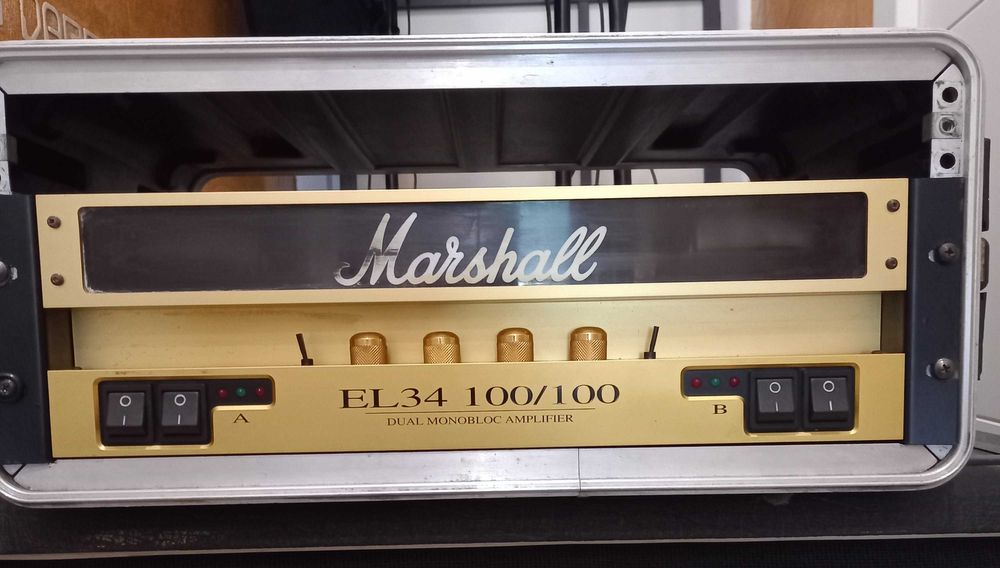 Marshall
EL34 100/100
DUAL MONOBLOC AMPLIFIER
A
B